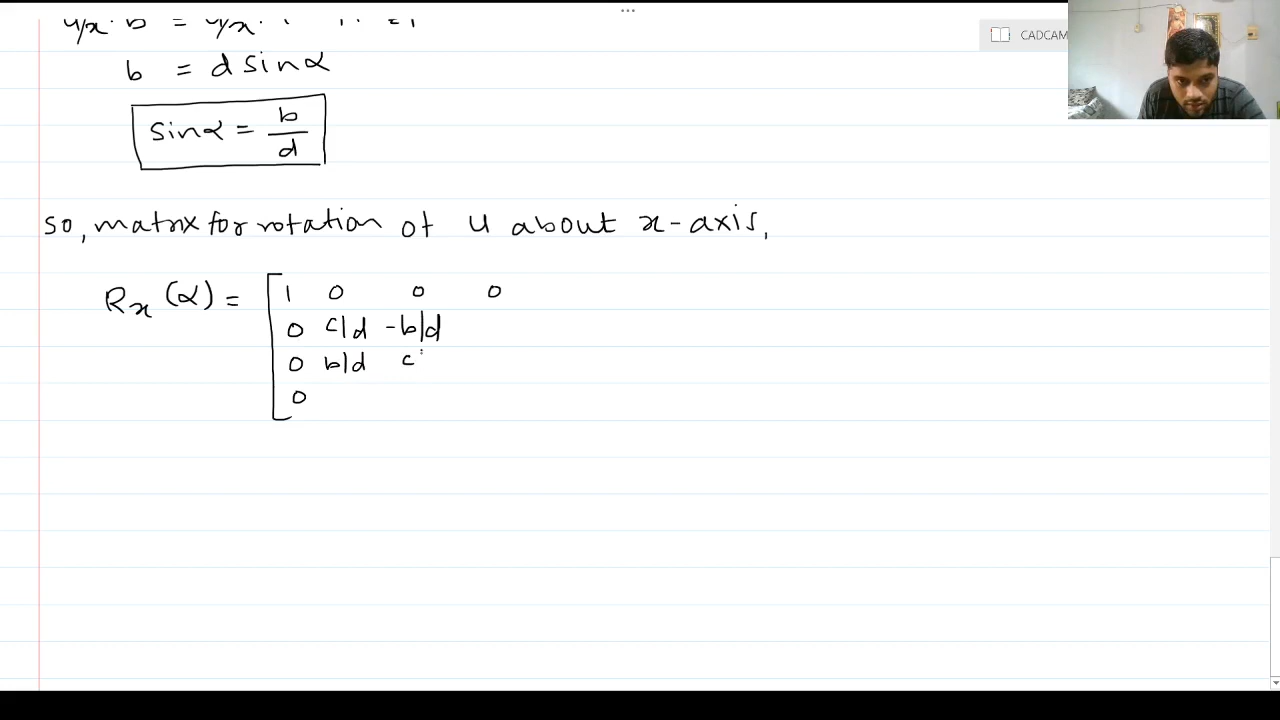 CADCAM
b = d sinα
sinα = b/d
so, matrix for rotation of u about x-axis,
Rx (α) = [ 1 0 0 0
0 c/d -b/d
0 b/d c
0